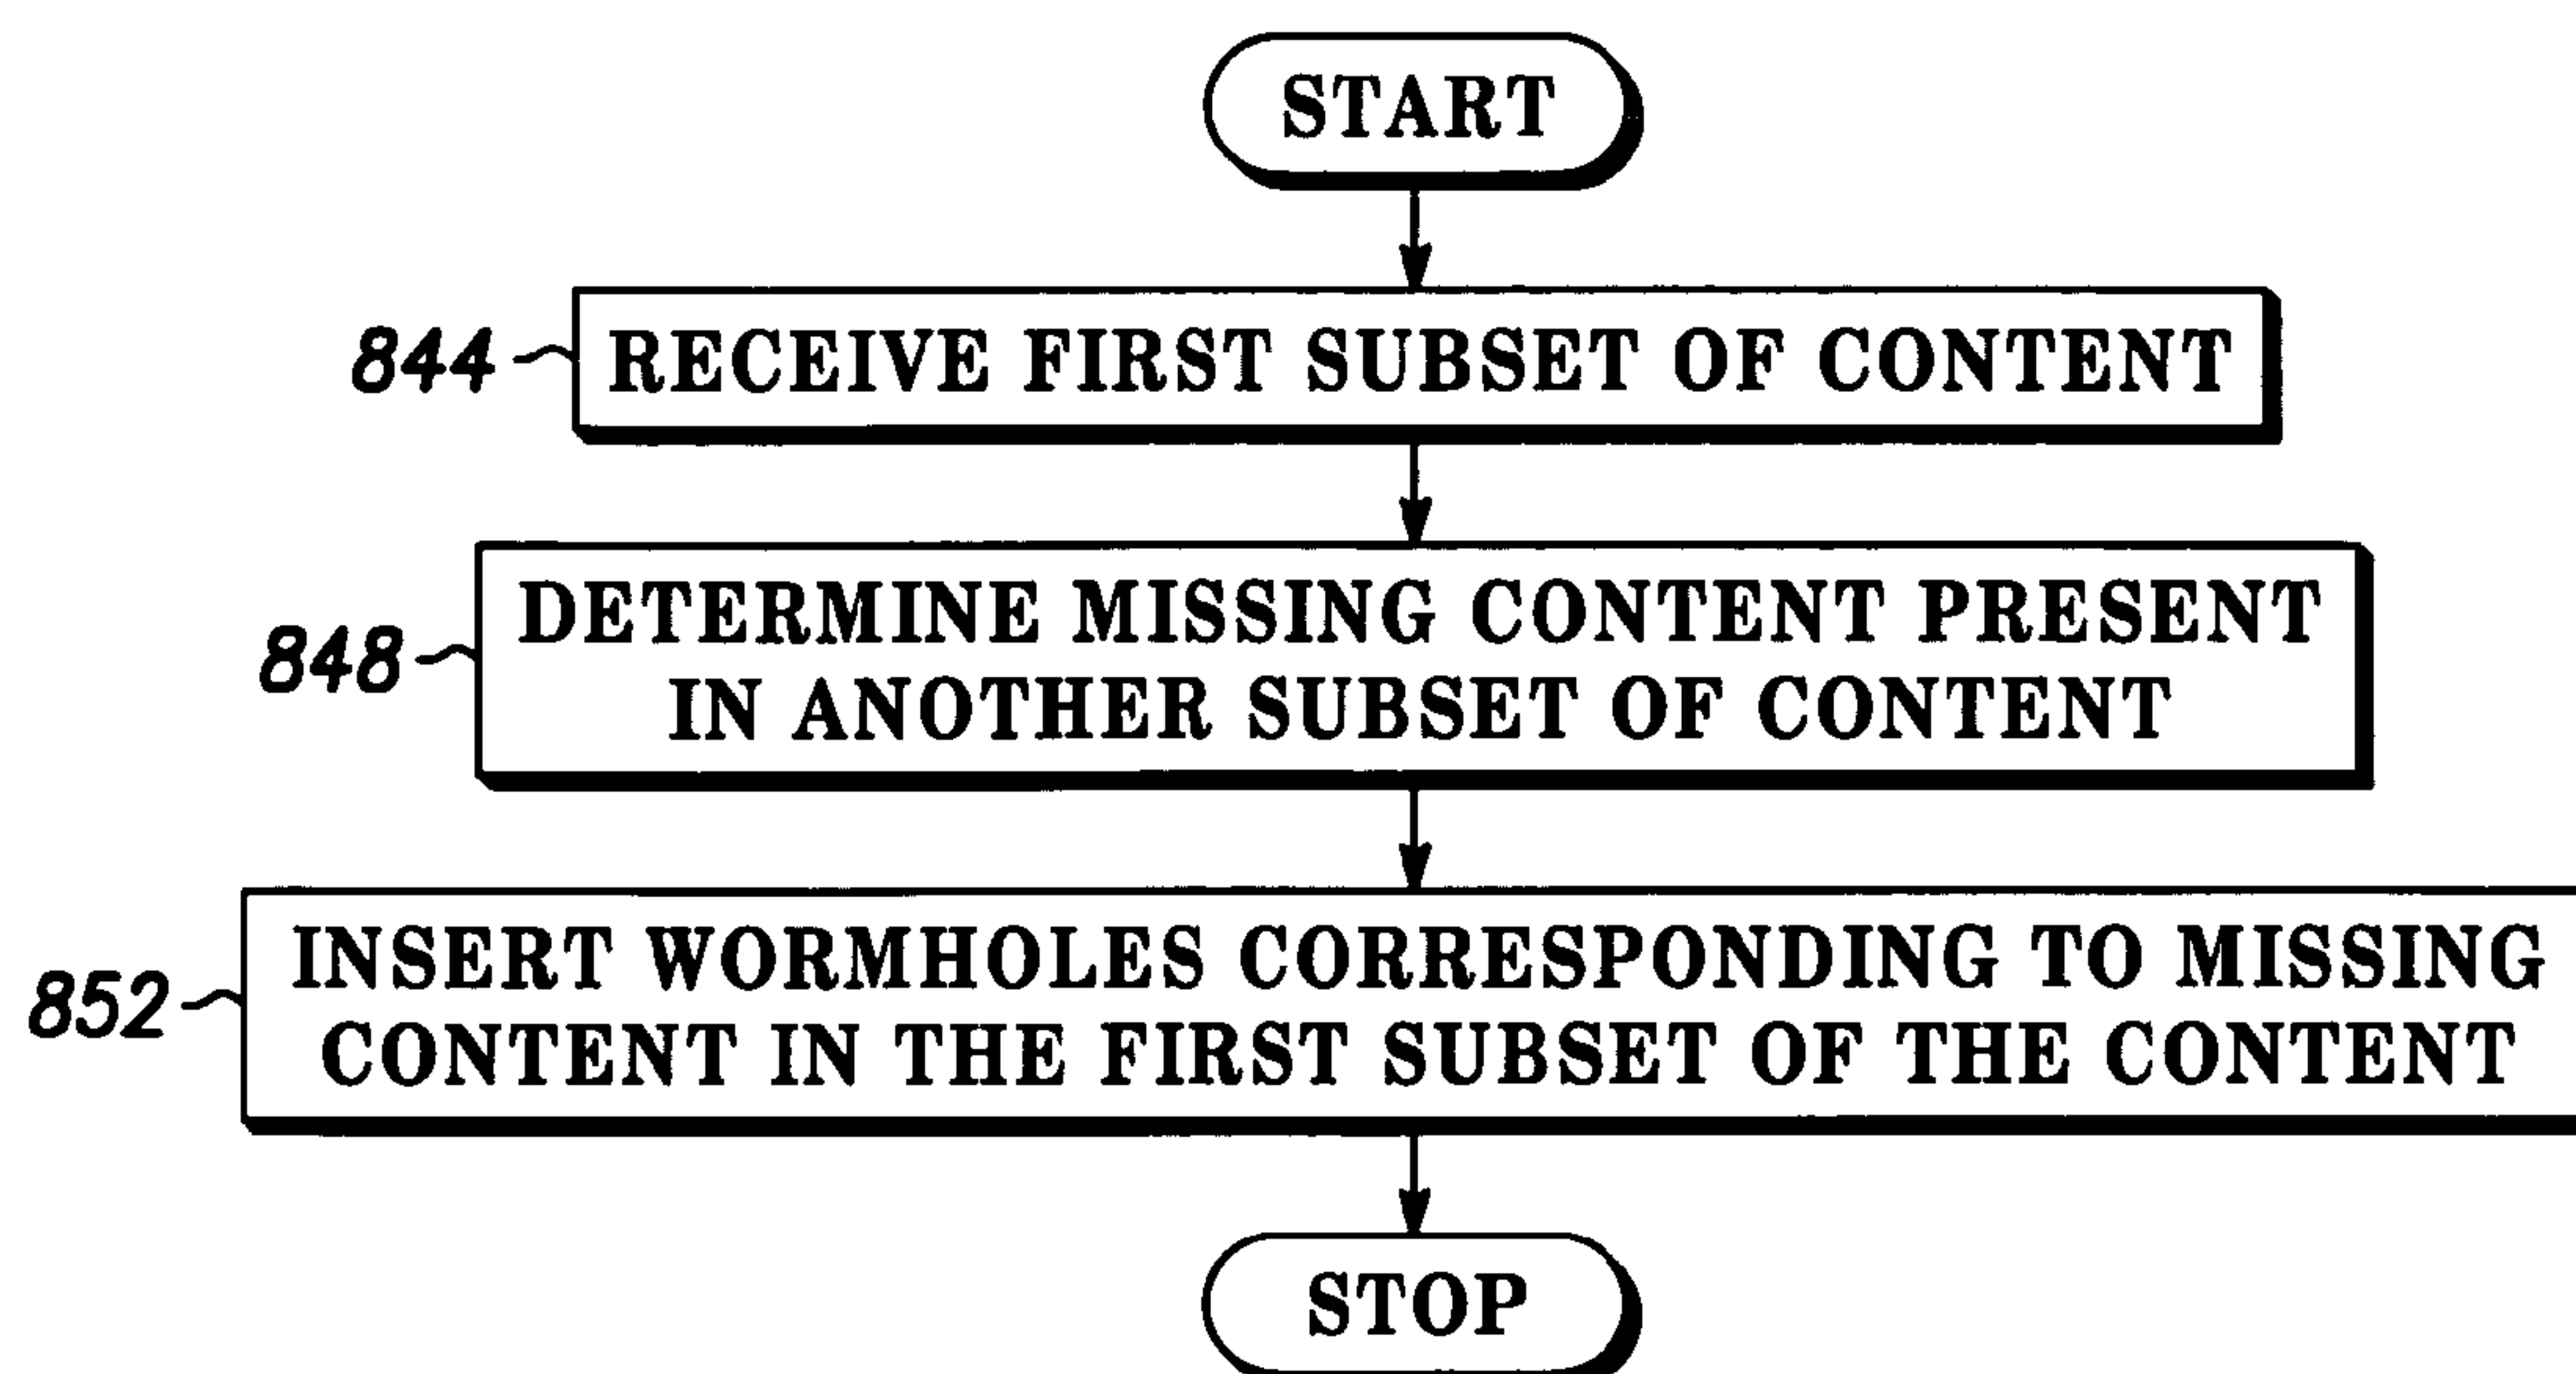 START
844
RECEIVE FIRST SUBSET OF CONTENT
848
DETERMINE MISSING CONTENT PRESENT
IN ANOTHER SUBSET OF CONTENT
852
INSERT WORMHOLES CORRESPONDING TO MISSING
CONTENT IN THE FIRST SUBSET OF THE CONTENT
STOP